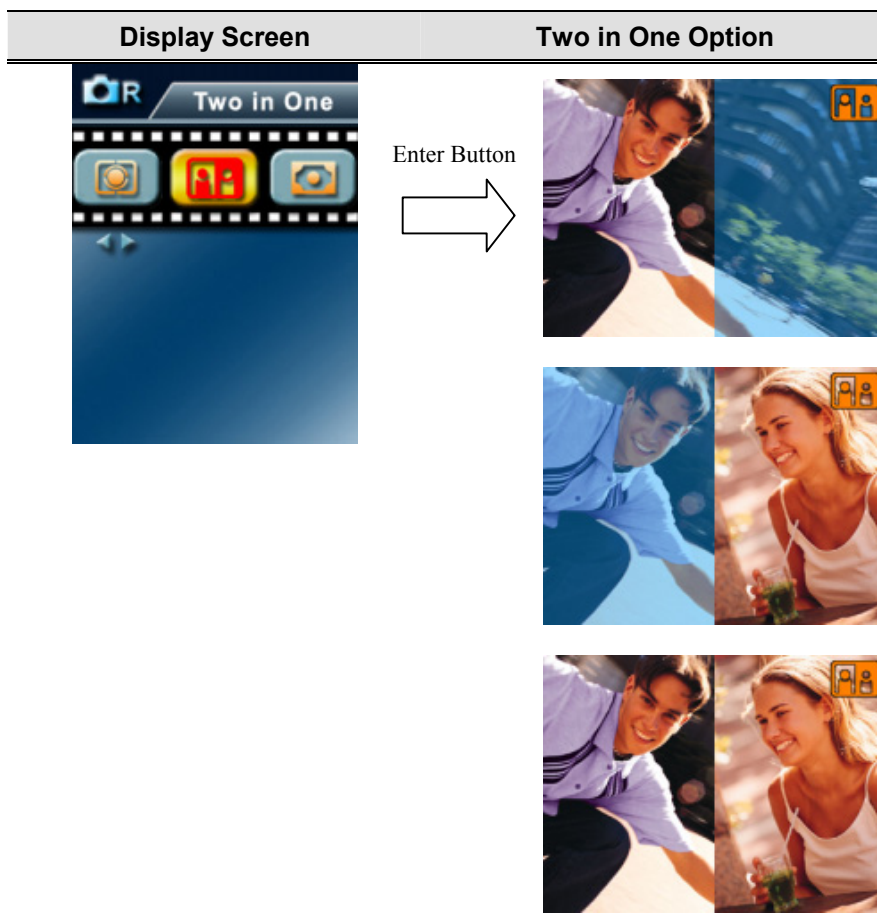 Display Screen
Two in One Option
R
Two in One
Enter Button